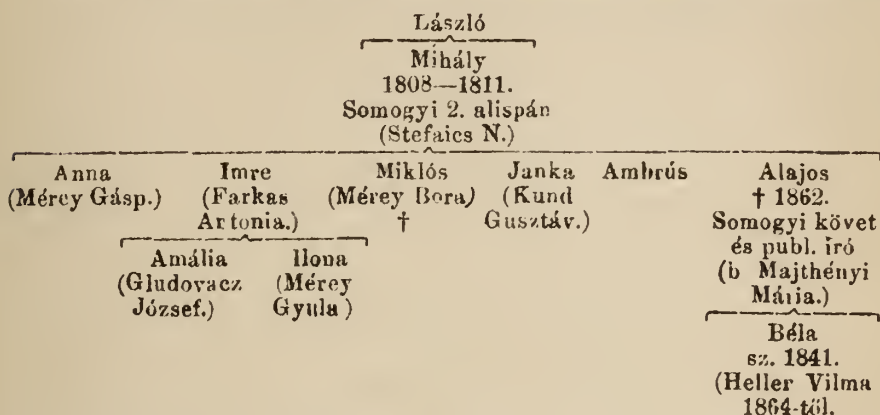 László
Mihály
1808—1811.
Somogyi 2. alispán
(Stefaics N.)
Anna Imre Miklós Janka Ambrús Alajos
(Mérey Gásp.) (Farkas (Mérey Bora) (Kund † 1862.
Antonia.) † Gusztáv.) Somogyi követ
és publ. író
Amália Ilona (b Majthényi
(Gludovacz (Mérey Mária.)
József.) Gyula)
Béla
sz. 1841.
(Heller Vilma
1864-től.